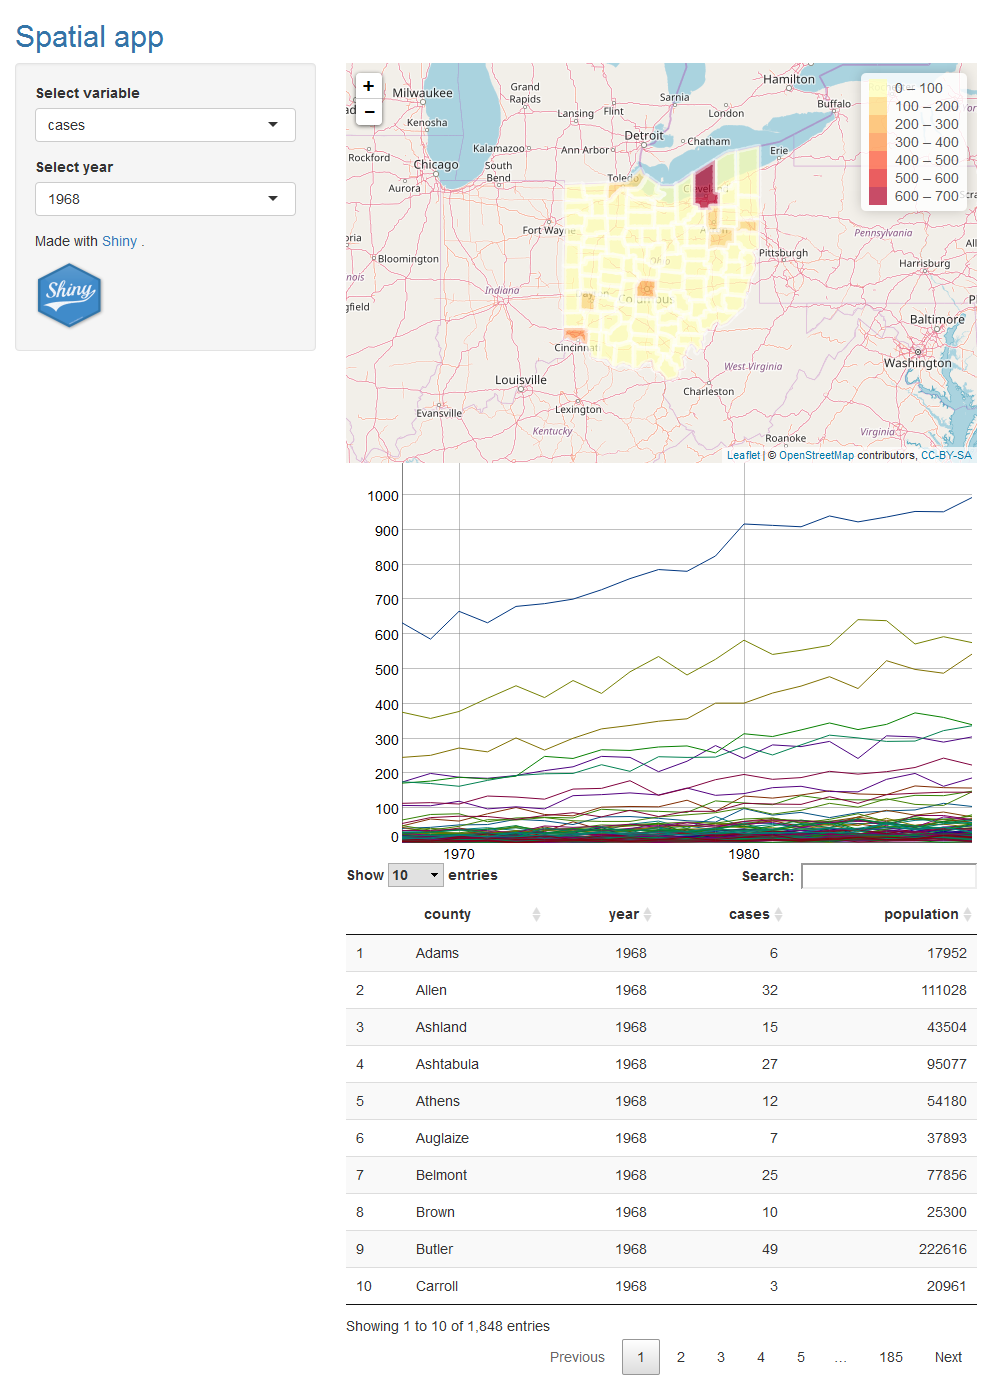 Spatial app
Select variable
cases
Select year
1968
Made with Shiny .
Shiny
+
−
Milwaukee
Kenosha
Rockford
Chicago
Aurora
Grand
Rapids
Lansing
Flint
Sarnia
London
Hamilton
Buffalo
Detroit
Chatham
Erie
Kalamazoo
Ann Arbor
South
Bend
Toledo
Cleveland
Fort Wayne
Bloomington
Indiana
Ohio
Columbus
Pittsburgh
Pennsylvania
Harrisburg
Baltimore
Washington
Cincinnati
Louisville
Lexington
Evansville
Kentucky
West Virginia
Charleston
Roanoke
Virginia
0 – 100
100 – 200
200 – 300
300 – 400
400 – 500
500 – 600
600 – 700
Leaflet | © OpenStreetMap contributors, CC-BY-SA
1000
900
800
700
600
500
400
300
200
100
0
1970 1980
Show 10 entries Search:
county year cases population
1 Adams 1968 6 17952
2 Allen 1968 32 111028
3 Ashland 1968 15 43504
4 Ashtabula 1968 27 95077
5 Athens 1968 12 54180
6 Auglaize 1968 7 37893
7 Belmont 1968 25 77856
8 Brown 1968 10 25300
9 Butler 1968 49 222616
10 Carroll 1968 3 20961
Showing 1 to 10 of 1,848 entries
Previous 1 2 3 4 5 … 185 Next